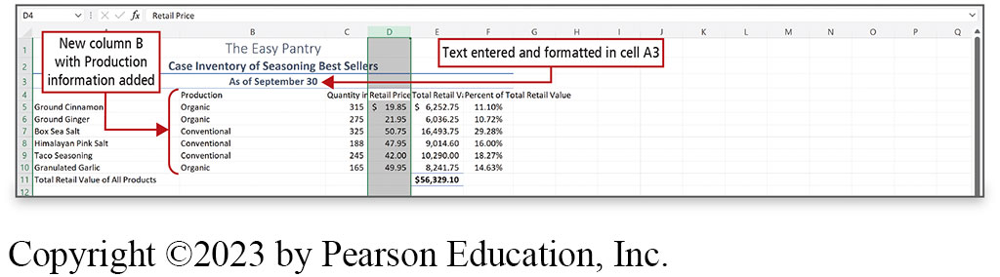 D4 fx Retail Price
A B C D E F G H I J K L M N O P Q
1 The Easy Pantry
2 Case Inventory of Seasoning Best Sellers
3 As of September 30
New column B
with Production
information added
Text entered and formatted in cell A3
4 Production Quantity in Retail Price Total Retail Va Percent of Total Retail Value
5 Ground Cinnamon Organic 315 $ 19.85 $ 6,252.75 11.10%
6 Ground Ginger Organic 275 21.95 6,036.25 10.72%
7 Box Sea Salt Conventional 325 50.75 16,493.75 29.28%
8 Himalayan Pink Salt Conventional 188 47.95 9,014.60 16.00%
9 Taco Seasoning Conventional 245 42.00 10,290.00 18.27%
10 Granulated Garlic Organic 165 49.95 8,241.75 14.63%
11 Total Retail Value of All Products $56,329.10
12
Copyright ©2023 by Pearson Education, Inc.